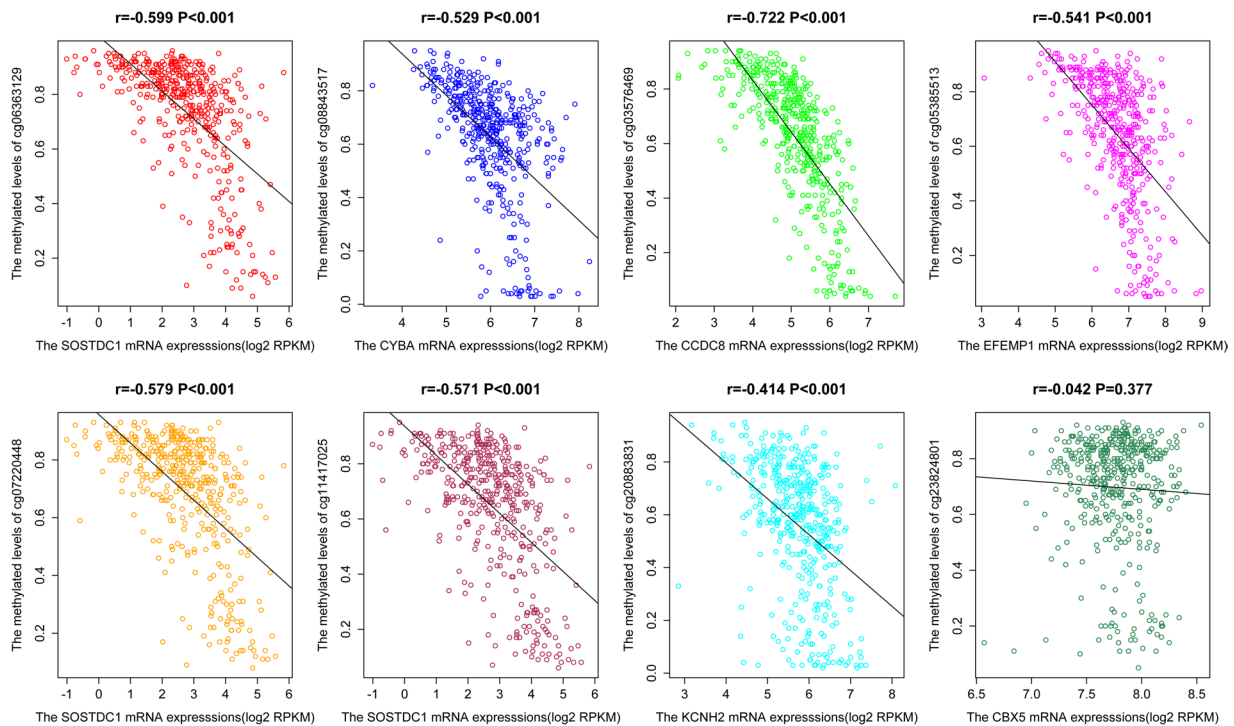 r=-0.599 P<0.001
The methylated levels of cg06363129
0.2 0.4 0.6 0.8
-1 0 1 2 3 4 5 6
The SOSTDC1 mRNA expresssions(log2 RPKM)
r=-0.529 P<0.001
The methylated levels of cg08843517
0.0 0.2 0.4 0.6 0.8
4 5 6 7 8
The CYBA mRNA expresssions(log2 RPKM)
r=-0.722 P<0.001
The methylated levels of cg03576469
0.2 0.4 0.6 0.8
2 3 4 5 6 7
The CCDC8 mRNA expresssions(log2 RPKM)
r=-0.541 P<0.001
The methylated levels of cg05385513
0.2 0.4 0.6 0.8
3 4 5 6 7 8 9
The EFEMP1 mRNA expresssions(log2 RPKM)
r=-0.579 P<0.001
The methylated levels of cg07220448
0.2 0.4 0.6 0.8
-1 0 1 2 3 4 5 6
The SOSTDC1 mRNA expresssions(log2 RPKM)
r=-0.571 P<0.001
The methylated levels of cg11417025
0.2 0.4 0.6 0.8
-1 0 1 2 3 4 5 6
The SOSTDC1 mRNA expresssions(log2 RPKM)
r=-0.414 P<0.001
The methylated levels of cg20883831
0.0 0.2 0.4 0.6 0.8
3 4 5 6 7 8
The KCNH2 mRNA expresssions(log2 RPKM)
r=-0.042 P=0.377
The methylated levels of cg23824801
0.2 0.4 0.6 0.8
6.5 7.0 7.5 8.0 8.5
The CBX5 mRNA expresssions(log2 RPKM)